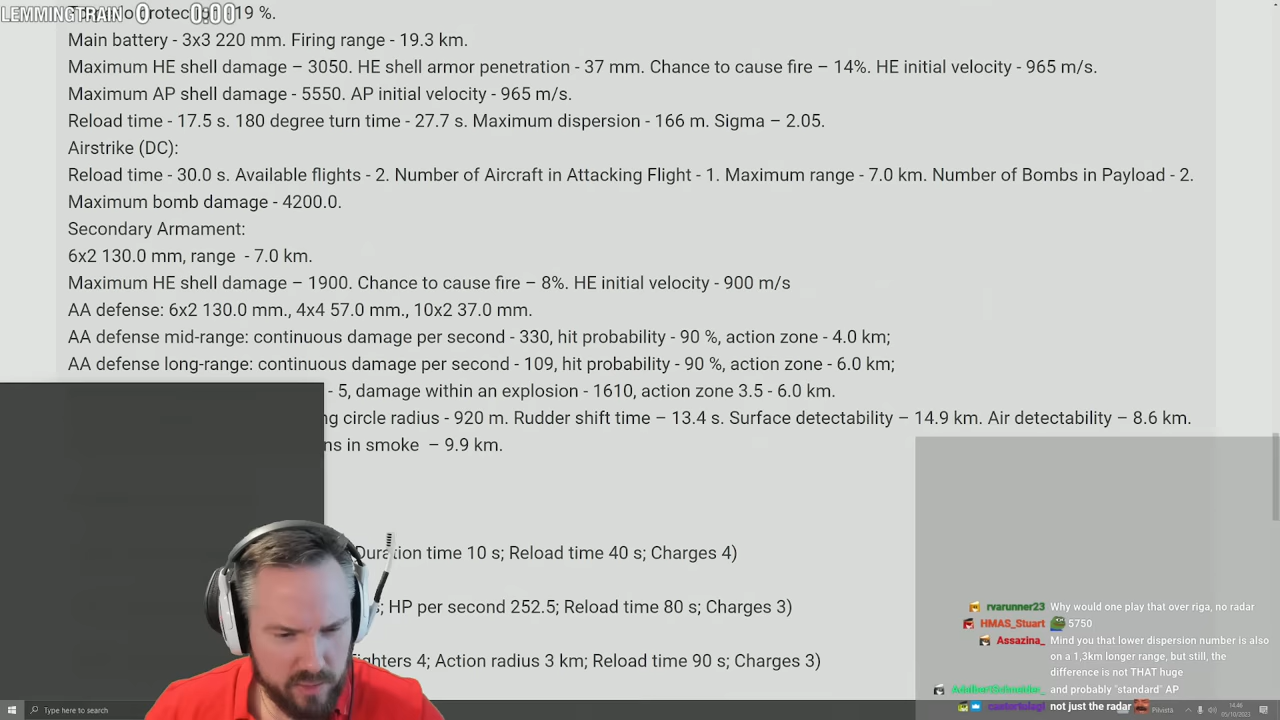 LEMMINGTRAIN 0 0:00
19 %.
Main battery - 3x3 220 mm. Firing range - 19.3 km.
Maximum HE shell damage – 3050. HE shell armor penetration - 37 mm. Chance to cause fire – 14%. HE initial velocity - 965 m/s.
Maximum AP shell damage - 5550. AP initial velocity - 965 m/s.
Reload time - 17.5 s. 180 degree turn time - 27.7 s. Maximum dispersion - 166 m. Sigma – 2.05.
Airstrike (DC):
Reload time - 30.0 s. Available flights - 2. Number of Aircraft in Attacking Flight - 1. Maximum range - 7.0 km. Number of Bombs in Payload - 2.
Maximum bomb damage - 4200.0.
Secondary Armament:
6x2 130.0 mm, range - 7.0 km.
Maximum HE shell damage – 1900. Chance to cause fire – 8%. HE initial velocity - 900 m/s
AA defense: 6x2 130.0 mm., 4x4 57.0 mm., 10x2 37.0 mm.
AA defense mid-range: continuous damage per second - 330, hit probability - 90 %, action zone - 4.0 km;
AA defense long-range: continuous damage per second - 109, hit probability - 90 %, action zone - 6.0 km;
- 5, damage within an explosion - 1610, action zone 3.5 - 6.0 km.
circle radius - 920 m. Rudder shift time – 13.4 s. Surface detectability – 14.9 km. Air detectability – 8.6 km.
in smoke – 9.9 km.
Duration time 10 s; Reload time 40 s; Charges 4)
; HP per second 252.5; Reload time 80 s; Charges 3)
4; Action radius 3 km; Reload time 90 s; Charges 3)
rvarunner23 Why would one play that over riga, no radar
HMAS_Stuart 5750
Assazina_ Mind you that lower dispersion number is also
on a 1,3km longer range, but still, the
difference is not THAT huge
and probably "standard" AP
not just the radar
Type here to search
Pilvistä
14.46
05/10/2023